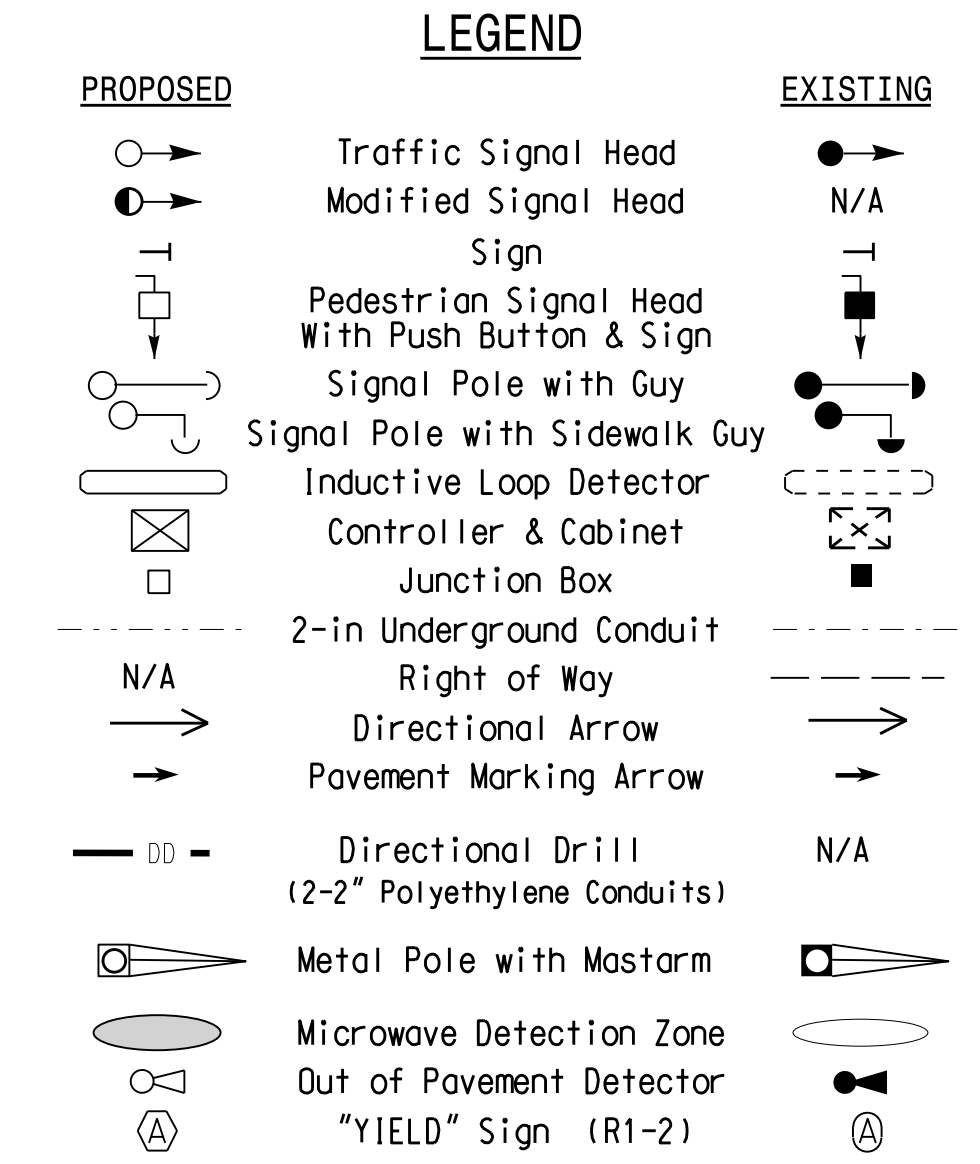 LEGEND
PROPOSED EXISTING
Traffic Signal Head
Modified Signal Head N/A
Sign
Pedestrian Signal Head
With Push Button & Sign
Signal Pole with Guy
Signal Pole with Sidewalk Guy
Inductive Loop Detector
Controller & Cabinet
Junction Box
2-in Underground Conduit
N/A Right of Way
Directional Arrow
Pavement Marking Arrow
DD Directional Drill N/A
(2-2" Polyethylene Conduits)
Metal Pole with Mastarm
Microwave Detection Zone
Out of Pavement Detector
A "YIELD" Sign (R1-2) A